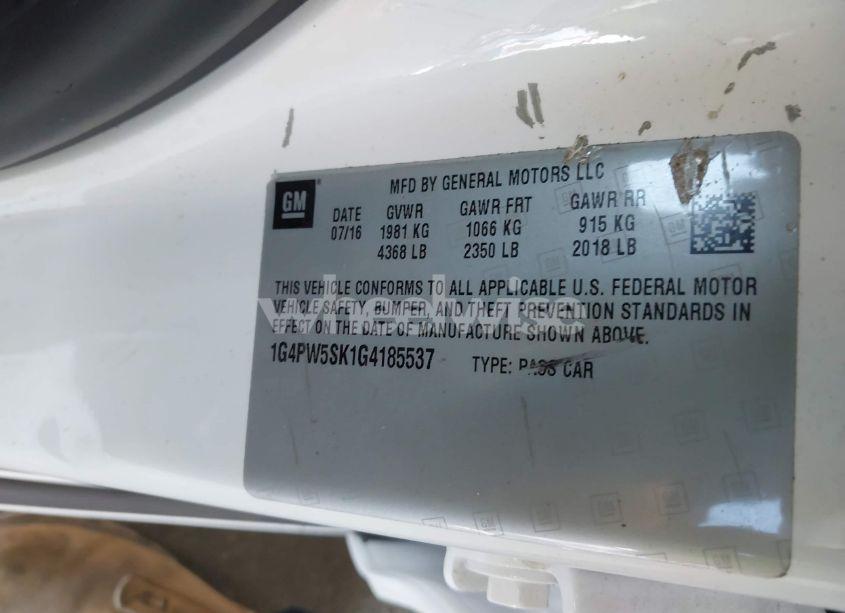 GM
MFD BY GENERAL MOTORS LLC
DATE GVWR GAWR FRT GAWR RR
07/16 1981 KG 1066 KG 915 KG
4368 LB 2350 LB 2018 LB
THIS VEHICLE CONFORMS TO ALL APPLICABLE U.S. FEDERAL MOTOR
VEHICLE SAFETY, BUMPER, AND THEFT PREVENTION STANDARDS IN
EFFECT ON THE DATE OF MANUFACTURE SHOWN ABOVE.
1G4PW5SK1G4185537 TYPE: PASS CAR
wheelwise